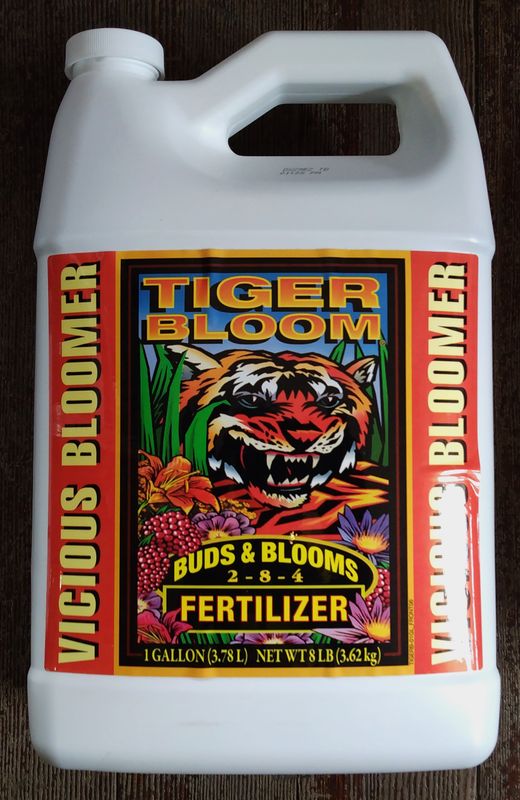 TIGER
BLOOM®
VICIOUS BLOOMER
VICIOUS BLOOMER
BUDS & BLOOMS
2-8-4
FERTILIZER
1 GALLON (3.78 L) NET WT 8 LB (3.62 kg)